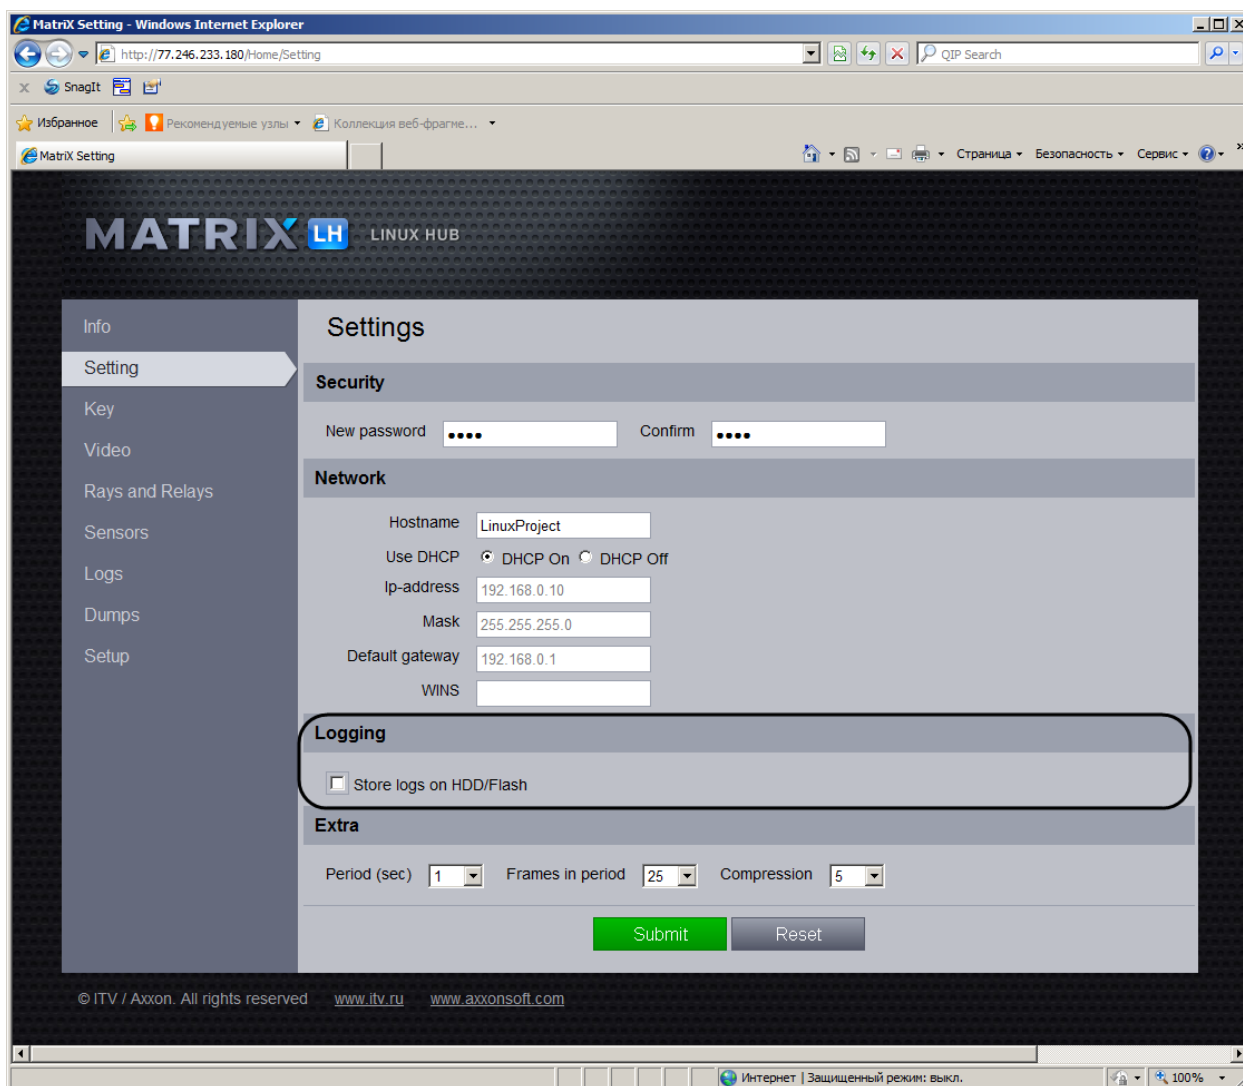 MatriX Setting - Windows Internet Explorer
http://77.246.233.180/Home/Setting
QIP Search
x SnagIt
Избранное Рекомендуемые узлы Коллекция веб-фрагме...
MatriX Setting
Страница Безопасность Сервис
MATRIX LH LINUX HUB
Info
Setting
Key
Video
Rays and Relays
Sensors
Logs
Dumps
Setup
Settings
Security
New password •••• Confirm ••••
Network
Hostname LinuxProject
Use DHCP DHCP On DHCP Off
Ip-address 192.168.0.10
Mask 255.255.255.0
Default gateway 192.168.0.1
WINS
Logging
Store logs on HDD/Flash
Extra
Period (sec) 1 Frames in period 25 Compression 5
Submit Reset
© ITV / Axxon. All rights reserved www.itv.ru www.axxonsoft.com
Интернет | Защищенный режим: выкл. 100%